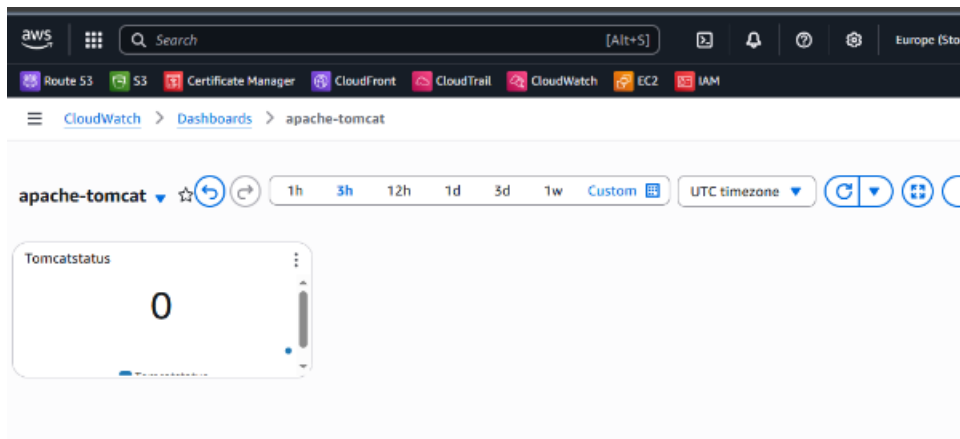 aws Search [Alt+S] Europe (Sto
Route 53 S3 Certificate Manager CloudFront CloudTrail CloudWatch EC2 IAM
CloudWatch > Dashboards > apache-tomcat
apache-tomcat 1h 3h 12h 1d 3d 1w Custom UTC timezone
Tomcatstatus
0
Tomcatstatus